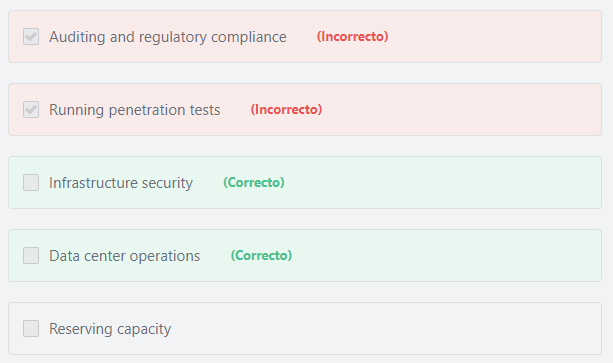 Auditing and regulatory compliance (Incorrecto)
Running penetration tests (Incorrecto)
Infrastructure security (Correcto)
Data center operations (Correcto)
Reserving capacity